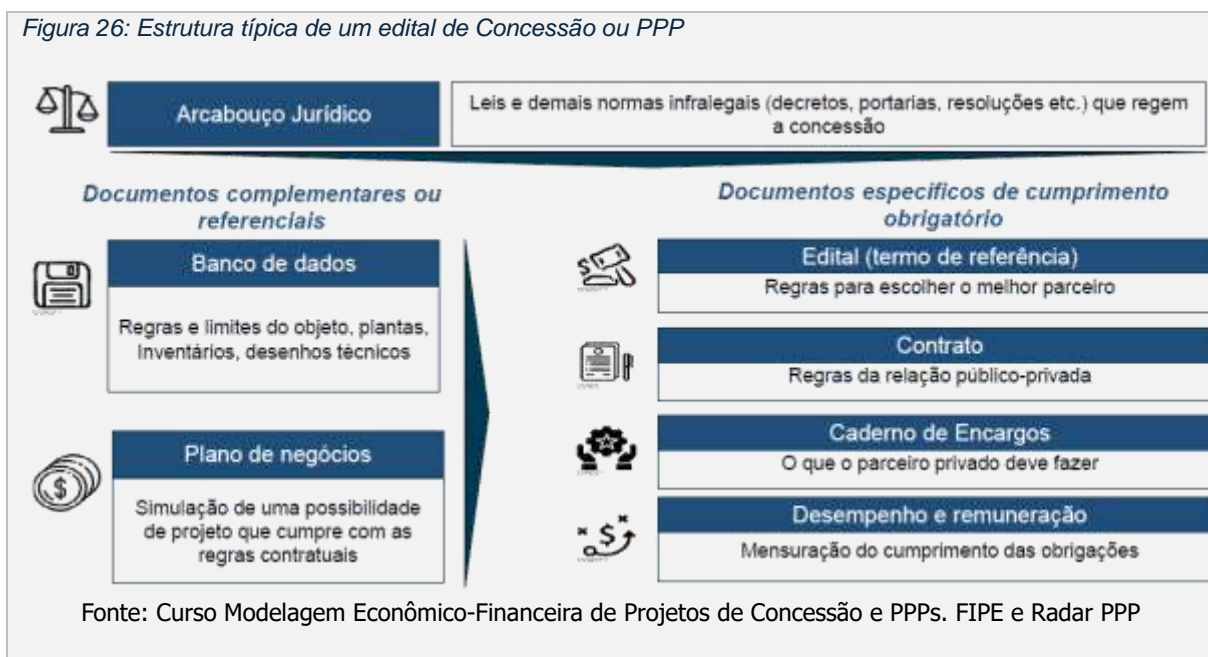 Figura 26: Estrutura típica de um edital de Concessão ou PPP
Arcabouço Jurídico
Leis e demais normas infralegais (decretos, portarias, resoluções etc.) que regem
a concessão
Documentos complementares ou
referenciais
Banco de dados
Regras e limites do objeto, plantas,
Inventários, desenhos técnicos
Plano de negócios
Simulação de uma possibilidade
de projeto que cumpre com as
regras contratuais
Documentos específicos de cumprimento
obrigatório
Edital (termo de referência)
Regras para escolher o melhor parceiro
Contrato
Regras da relação público-privada
Caderno de Encargos
O que o parceiro privado deve fazer
Desempenho e remuneração
Mensuração do cumprimento das obrigações
Fonte: Curso Modelagem Econômico-Financeira de Projetos de Concessão e PPPs. FIPE e Radar PPP